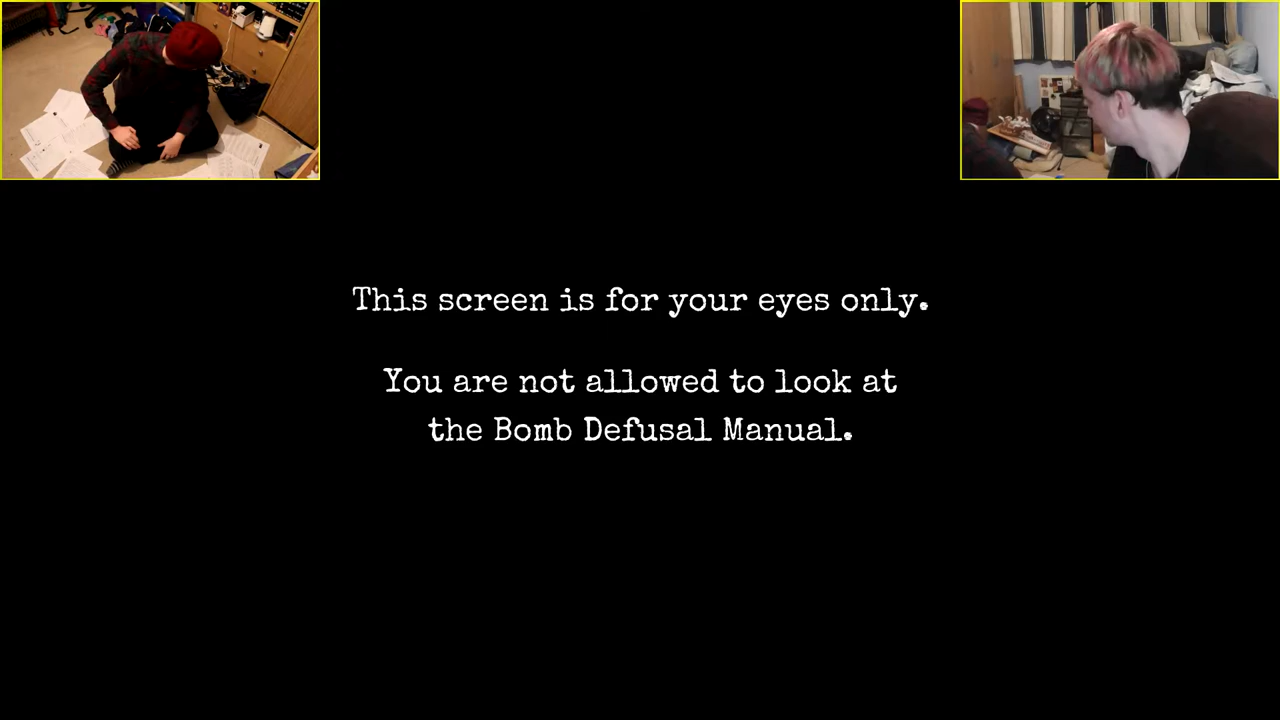 This screen is for your eyes only.
You are not allowed to look at
the Bomb Defusal Manual.